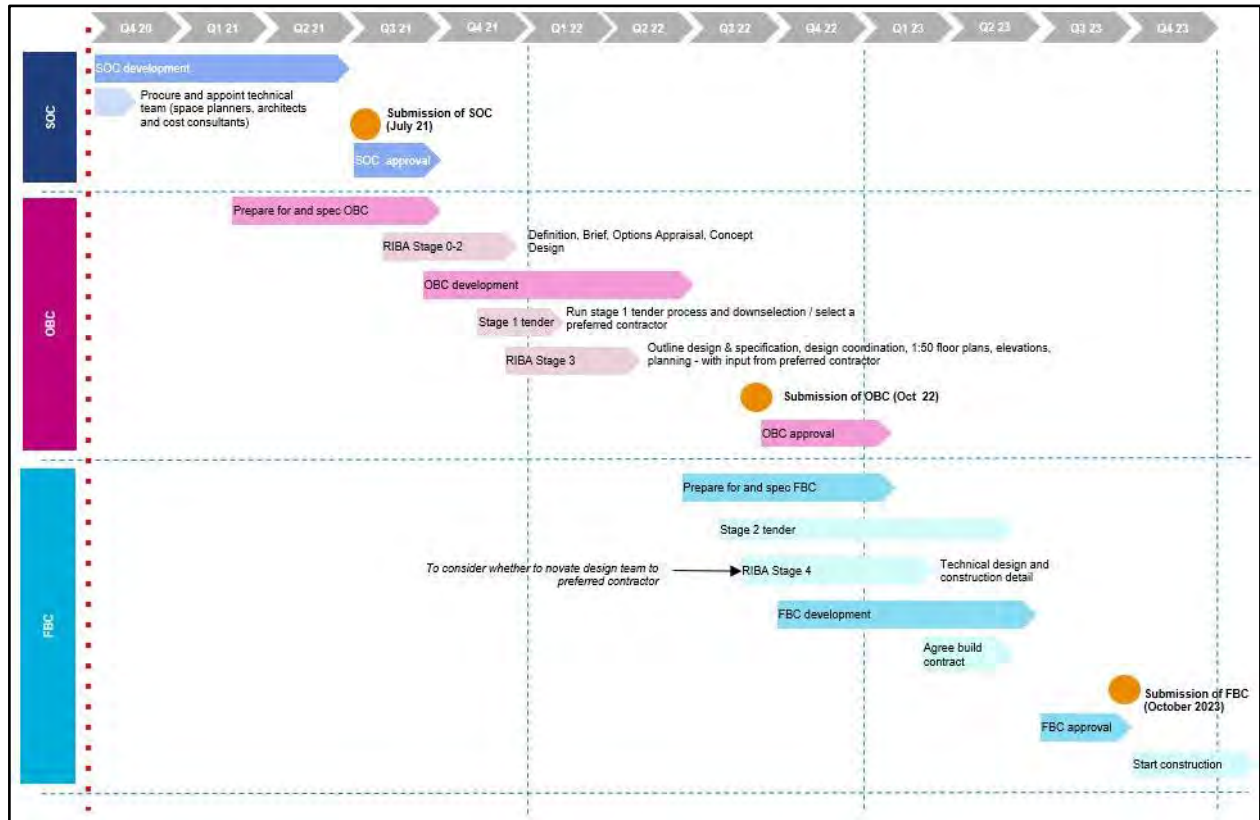 Q4 20
Q1 21
Q2 21
Q3 21
Q4 21
Q1 22
Q2 22
Q3 22
Q4 22
Q1 23
Q2 23
Q3 23
Q4 23
SOC
SOC development
Procure and appoint technical
team (space planners, architects
and cost consultants)
Submission of SOC
(July 21)
SOC approval
OBC
Prepare for and spec OBC
RIBA Stage 0-2
Definition, Brief, Options Appraisal, Concept
Design
OBC development
Stage 1 tender
Run stage 1 tender process and downselection / select a
preferred contractor
RIBA Stage 3
Outline design & specification, design coordination, 1:50 floor plans, elevations,
planning - with input from preferred contractor
Submission of OBC (Oct 22)
OBC approval
FBC
Prepare for and spec FBC
Stage 2 tender
To consider whether to novate design team to
preferred contractor
RIBA Stage 4
Technical design and
construction detail
FBC development
Agree build
contract
Submission of FBC
(October 2023)
FBC approval
Start construction